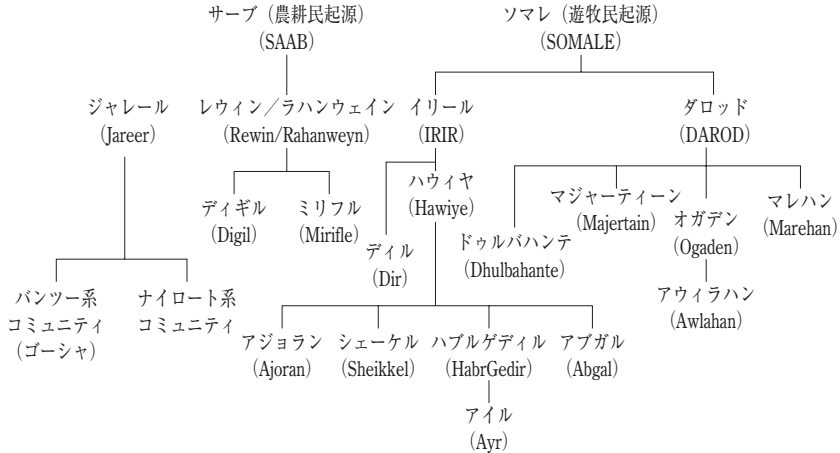 サーブ（農耕民起源）
(SAAB)
ソマレ（遊牧民起源）
(SOMALE)
ジャレール
(Jareer)
レウィン／ラハンウェイン
(Rewin/Rahanweyn)
イリール
(IRIR)
ダロッド
(DAROD)
ディギル
(Digil)
ミリフル
(Mirifle)
ディル
(Dir)
ハウィヤ
(Hawiye)
ドゥルバハンテ
(Dhulbahante)
マジャーティーン
(Majertain)
オガデン
(Ogaden)
マレハン
(Marehan)
アウィラハン
(Awlahan)
バンツー系
コミュニティ
(ゴーシャ)
ナイロート系
コミュニティ
アジョラン
(Ajoran)
シェーケル
(Sheikkel)
ハブルゲディル
(HabrGedir)
アブガル
(Abgal)
アイル
(Ayr)